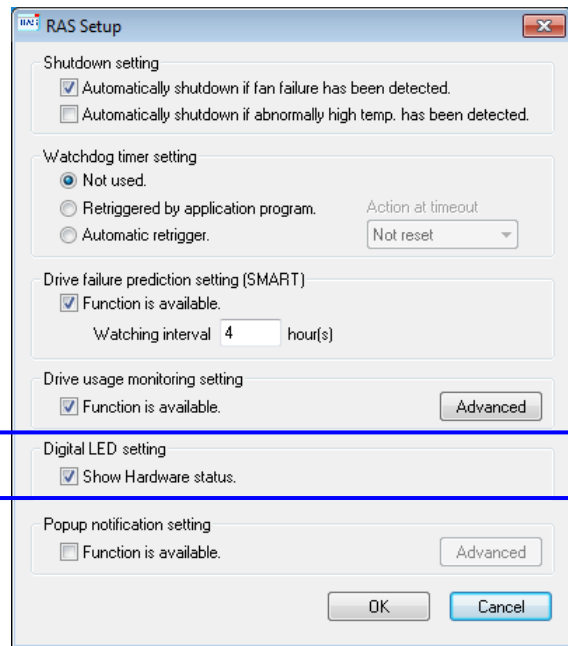 RAS Setup
Shutdown setting
Automatically shutdown if fan failure has been detected.
Automatically shutdown if abnormally high temp. has been detected.
Watchdog timer setting
Not used.
Retriggered by application program.
Action at timeout
Automatic retrigger.
Not reset
Drive failure prediction setting (SMART)
Function is available.
Watching interval 4 hour(s)
Drive usage monitoring setting
Function is available.
Advanced
Digital LED setting
Show Hardware status.
Popup notification setting
Function is available.
Advanced
OK Cancel